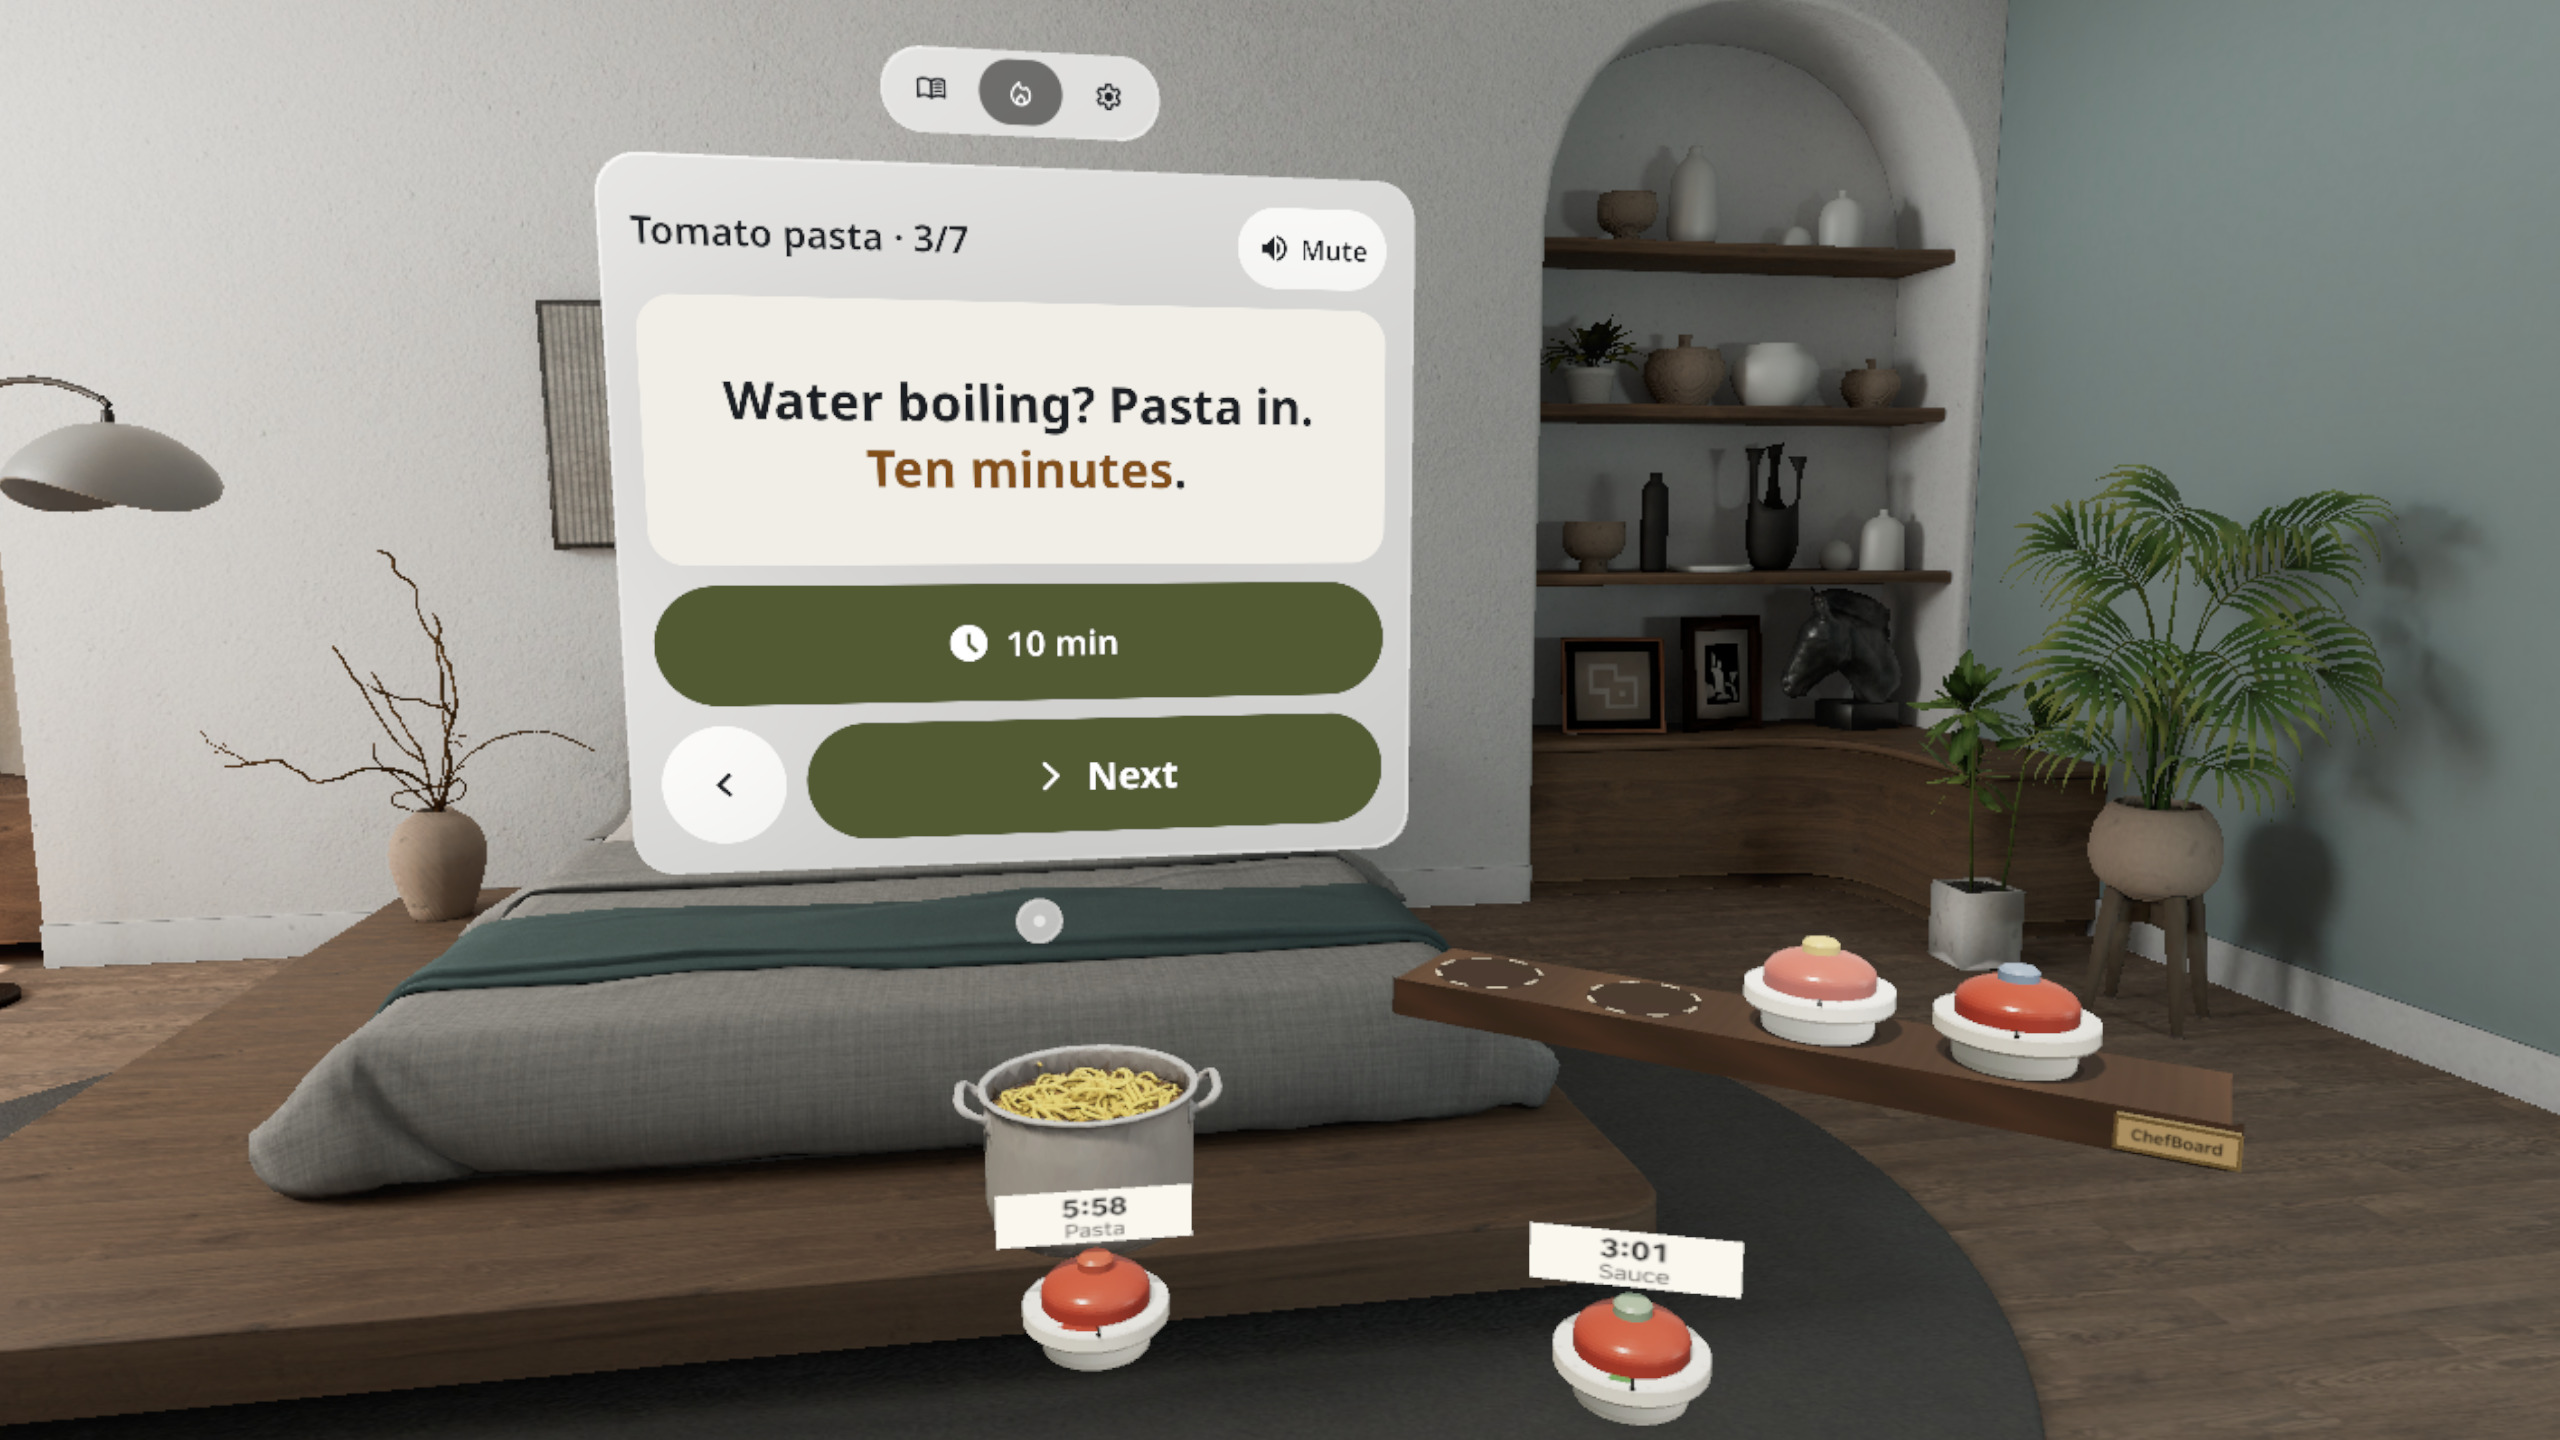 Tomato pasta · 3/7
Mute
Water boiling? Pasta in.
Ten minutes.
10 min
Next
ChefBoard
5:58
Pasta
3:01
Sauce